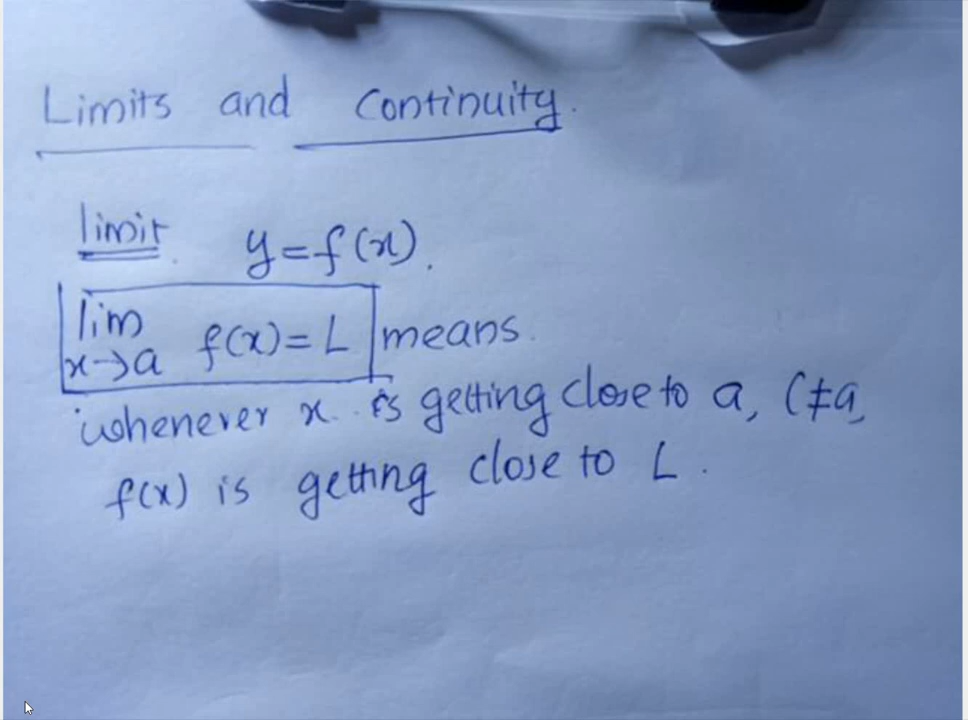 Limits and Continuity.
limit y=f(x).
lim x→a f(x)=L means.
whenever x is getting close to a, (≠a,
f(x) is getting close to L.